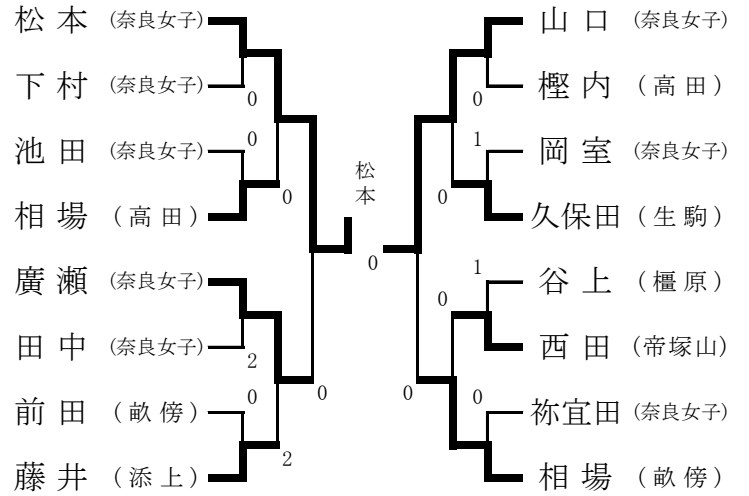 松本 (奈良女子)
下村 (奈良女子)
0
池田 (奈良女子)
0
相場 (高田)
0
廣瀬 (奈良女子)
田中 (奈良女子)
2
前田 (畝傍)
0
藤井 (添上)
2
0
松本
0
山口 (奈良女子)
樫内 (高田)
0
岡室 (奈良女子)
1
久保田 (生駒)
0
谷上 (橿原)
1
西田 (帝塚山)
0
祢宜田 (奈良女子)
0
相場 (畝傍)
0